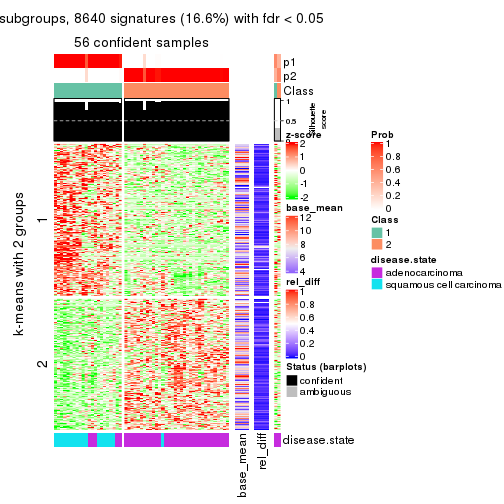 subgroups, 8640 signatures (16.6%) with fdr < 0.05
56 confident samples
p1
p2
Class
1
0.5
0
Silhouette
score
k-means with 2 groups
1
2
z-score
2
1
0
-1
-2
base_mean
12
10
8
6
4
rel_diff
1
0.8
0.6
0.4
0.2
0
Status (barplots)
confident
ambiguous
Prob
1
0.8
0.6
0.4
0.2
0
Class
1
2
disease.state
adenocarcinoma
squamous cell carcinoma
disease.state
base_mean
rel_diff